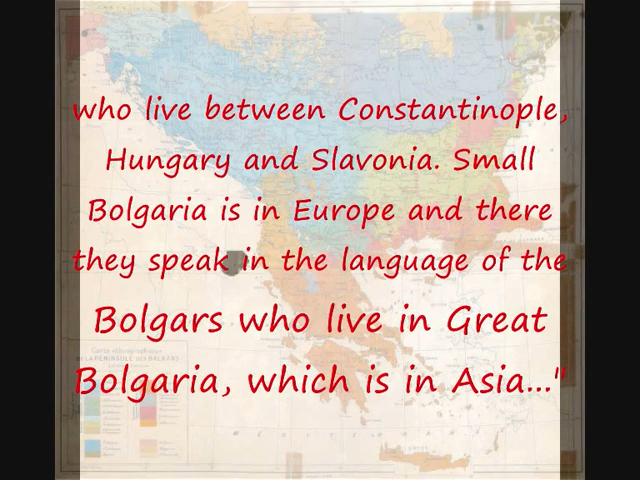 who live between Constantinople,
Hungary and Slavonia. Small
Bolgaria is in Europe and there
they speak in the language of the
Bolgars who live in Great
Bolgaria, which is in Asia..."